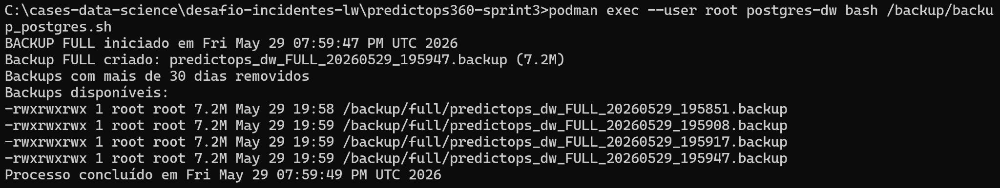 C:\cases-data-science\desafio-incidentes-lw\predictops360-sprint3>podman exec --user root postgres-dw bash /backup/backu
p_postgres.sh
BACKUP FULL iniciado em Fri May 29 07:59:47 PM UTC 2026
Backup FULL criado: predictops_dw_FULL_20260529_195947.backup (7.2M)
Backups com mais de 30 dias removidos
Backups disponíveis:
-rwxrwxrwx 1 root root 7.2M May 29 19:58 /backup/full/predictops_dw_FULL_20260529_195851.backup
-rwxrwxrwx 1 root root 7.2M May 29 19:59 /backup/full/predictops_dw_FULL_20260529_195908.backup
-rwxrwxrwx 1 root root 7.2M May 29 19:59 /backup/full/predictops_dw_FULL_20260529_195917.backup
-rwxrwxrwx 1 root root 7.2M May 29 19:59 /backup/full/predictops_dw_FULL_20260529_195947.backup
Processo concluído em Fri May 29 07:59:49 PM UTC 2026